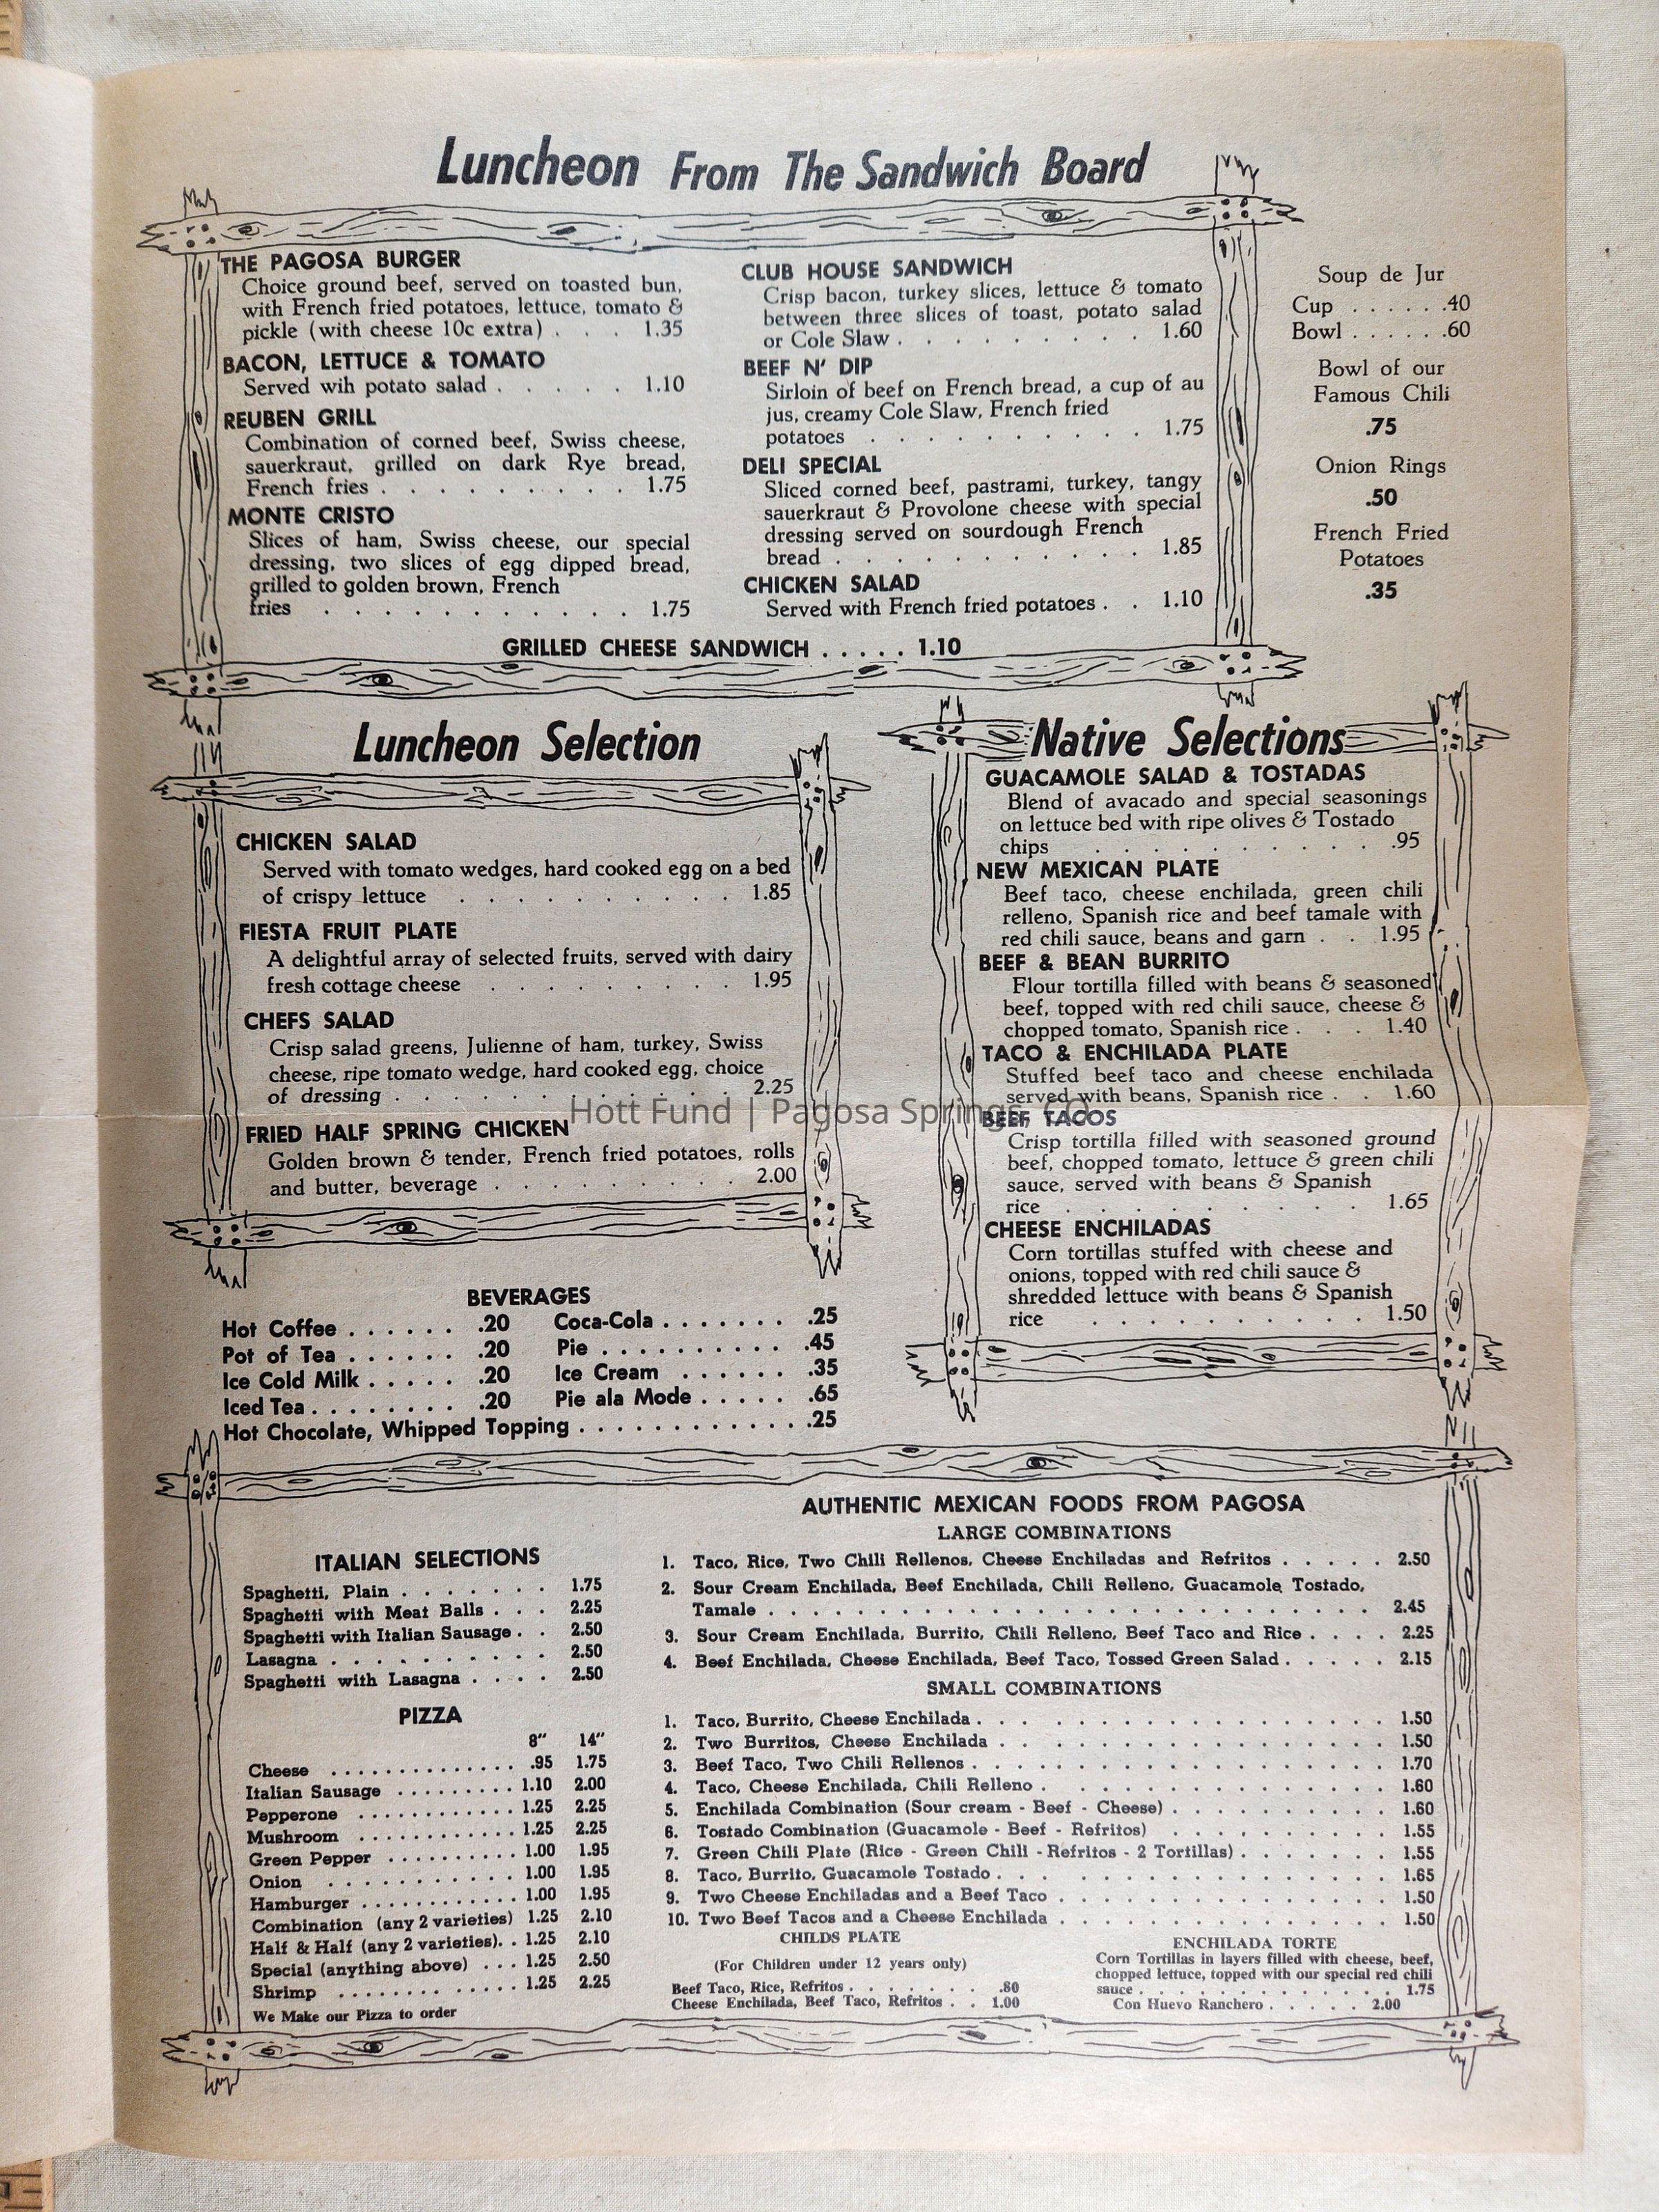 Luncheon From The Sandwich Board
THE PAGOSA BURGER
Choice ground beef, served on toasted bun,
with French fried potatoes, lettuce, tomato &
pickle (with cheese 10c extra) . . . 1.35
BACON, LETTUCE & TOMATO
Served wih potato salad . . . . . 1.10
REUBEN GRILL
Combination of corned beef, Swiss cheese,
sauerkraut, grilled on dark Rye bread,
French fries . . . . . . . . . 1.75
MONTE CRISTO
Slices of ham, Swiss cheese, our special
dressing, two slices of egg dipped bread,
grilled to golden brown, French
fries . . . . . . . . . . . 1.75
CLUB HOUSE SANDWICH
Crisp bacon, turkey slices, lettuce & tomato
between three slices of toast, potato salad
or Cole Slaw . . . . . . . . . 1.60
BEEF N' DIP
Sirloin of beef on French bread, a cup of au
jus, creamy Cole Slaw, French fried
potatoes . . . . . . . . . . 1.75
DELI SPECIAL
Sliced corned beef, pastrami, turkey, tangy
sauerkraut & Provolone cheese with special
dressing served on sourdough French
bread . . . . . . . . . . . 1.85
CHICKEN SALAD
Served with French fried potatoes . . 1.10
GRILLED CHEESE SANDWICH . . . . . 1.10
Soup de Jur
Cup . . . . . . .40
Bowl . . . . . .60
Bowl of our
Famous Chili
.75
Onion Rings
.50
French Fried
Potatoes
.35
Luncheon Selection
CHICKEN SALAD
Served with tomato wedges, hard cooked egg on a bed
of crispy lettuce . . . . . . . . . . 1.85
FIESTA FRUIT PLATE
A delightful array of selected fruits, served with dairy
fresh cottage cheese . . . . . . . . . 1.95
CHEFS SALAD
Crisp salad greens, Julienne of ham, turkey, Swiss
cheese, ripe tomato wedge, hard cooked egg, choice
of dressing . . . . . . . . . . . . 2.25
FRIED HALF SPRING CHICKEN
Golden brown & tender, French fried potatoes, rolls
and butter, beverage . . . . . . . . . 2.00
Native Selections
GUACAMOLE SALAD & TOSTADAS
Blend of avacado and special seasonings
on lettuce bed with ripe olives & Tostado
chips . . . . . . . . . . . .95
NEW MEXICAN PLATE
Beef taco, cheese enchilada, green chili
relleno, Spanish rice and beef tamale with
red chili sauce, beans and garn . . 1.95
BEEF & BEAN BURRITO
Flour tortilla filled with beans & seasoned
beef, topped with red chili sauce, cheese &
chopped tomato, Spanish rice . . . 1.40
TACO & ENCHILADA PLATE
Stuffed beef taco and cheese enchilada
served with beans, Spanish rice . . 1.60
Hott Fund | Pagosa Springs, CO
BEEF TACOS
Crisp tortilla filled with seasoned ground
beef, chopped tomato, lettuce & green chili
sauce, served with beans & Spanish
rice . . . . . . . . . . . 1.65
CHEESE ENCHILADAS
Corn tortillas stuffed with cheese and
onions, topped with red chili sauce &
shredded lettuce with beans & Spanish
rice . . . . . . . . . . 1.50
BEVERAGES
Hot Coffee . . . . . . .20
Pot of Tea . . . . . . .20
Ice Cold Milk . . . . . .20
Iced Tea . . . . . . . . .20
Coca-Cola . . . . . . . .25
Pie . . . . . . . . . . .45
Ice Cream . . . . . . .35
Pie ala Mode . . . . . .65
Hot Chocolate, Whipped Topping . . . . . . . . . . . . .25
ITALIAN SELECTIONS
Spaghetti, Plain . . . . . . . 1.75
Spaghetti with Meat Balls . . . 2.25
Spaghetti with Italian Sausage . . 2.50
Lasagna . . . . . . . . . . 2.50
Spaghetti with Lasagna . . . . 2.50
PIZZA
8" 14"
Cheese . . . . . . . . . . . . . . .95 1.75
Italian Sausage . . . . . . . . . 1.10 2.00
Pepperone . . . . . . . . . . . . 1.25 2.25
Mushroom . . . . . . . . . . . . 1.25 2.25
Green Pepper . . . . . . . . . . 1.00 1.95
Onion . . . . . . . . . . . . 1.00 1.95
Hamburger . . . . . . . . . . . 1.00 1.95
Combination (any 2 varieties) 1.25 2.10
Half & Half (any 2 varieties). . 1.25 2.10
Special (anything above) . . . 1.25 2.50
Shrimp . . . . . . . . . . . . . 1.25 2.25
We Make our Pizza to order
AUTHENTIC MEXICAN FOODS FROM PAGOSA
LARGE COMBINATIONS
1. Taco, Rice, Two Chili Rellenos, Cheese Enchiladas and Refritos . . . . . 2.50
2. Sour Cream Enchilada, Beef Enchilada, Chili Relleno, Guacamole Tostado,
Tamale . . . . . . . . . . . . . . . . . . . . . . . . . . 2.45
3. Sour Cream Enchilada, Burrito, Chili Relleno, Beef Taco and Rice . . . . 2.25
4. Beef Enchilada, Cheese Enchilada, Beef Taco, Tossed Green Salad . . . . . 2.15
SMALL COMBINATIONS
1. Taco, Burrito, Cheese Enchilada . . . . . . . . . . . . . . . . . 1.50
2. Two Burritos, Cheese Enchilada . . . . . . . . . . . . . . . . . 1.50
3. Beef Taco, Two Chili Rellenos . . . . . . . . . . . . . . . . . . 1.70
4. Taco, Cheese Enchilada, Chili Relleno . . . . . . . . . . . . . . 1.60
5. Enchilada Combination (Sour cream - Beef - Cheese) . . . . . . . . . 1.60
6. Tostado Combination (Guacamole - Beef - Refritos) . . . . . . . . . 1.55
7. Green Chili Plate (Rice - Green Chili - Refritos - 2 Tortillas) . . . . . . . 1.55
8. Taco, Burrito, Guacamole Tostado . . . . . . . . . . . . . . . . . 1.65
9. Two Cheese Enchiladas and a Beef Taco . . . . . . . . . . . . . . 1.50
10. Two Beef Tacos and a Cheese Enchilada . . . . . . . . . . . . . . 1.50
CHILDS PLATE
(For Children under 12 years only)
Beef Taco, Rice, Refritos . . . . . . . .80
Cheese Enchilada, Beef Taco, Refritos . . 1.00
ENCHILADA TORTE
Corn Tortillas in layers filled with cheese, beef,
chopped lettuce, topped with our special red chili
sauce . . . . . . . . . . . . . 1.75
Con Huevo Ranchero . . . . . 2.00